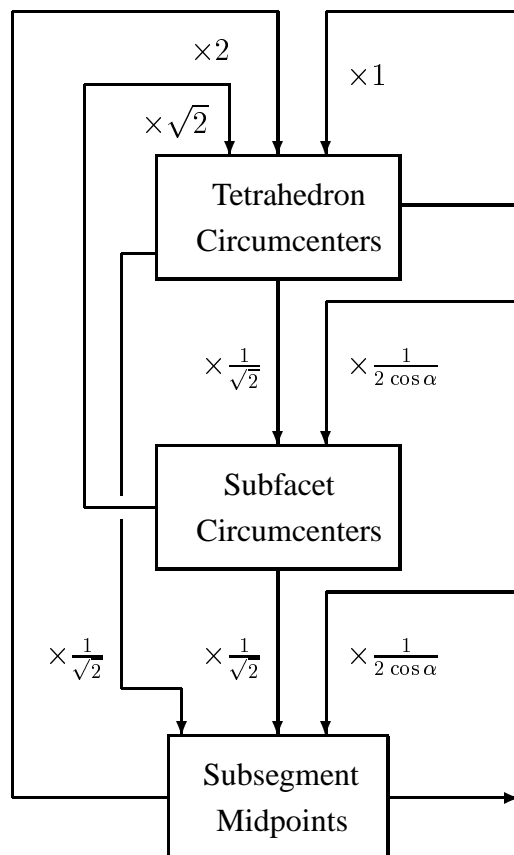 ×2
×1
×√2
Tetrahedron
Circumcenters
×1/√2
×1/(2 cos α)
Subfacet
Circumcenters
×1/√2
×1/√2
×1/(2 cos α)
Subsegment
Midpoints